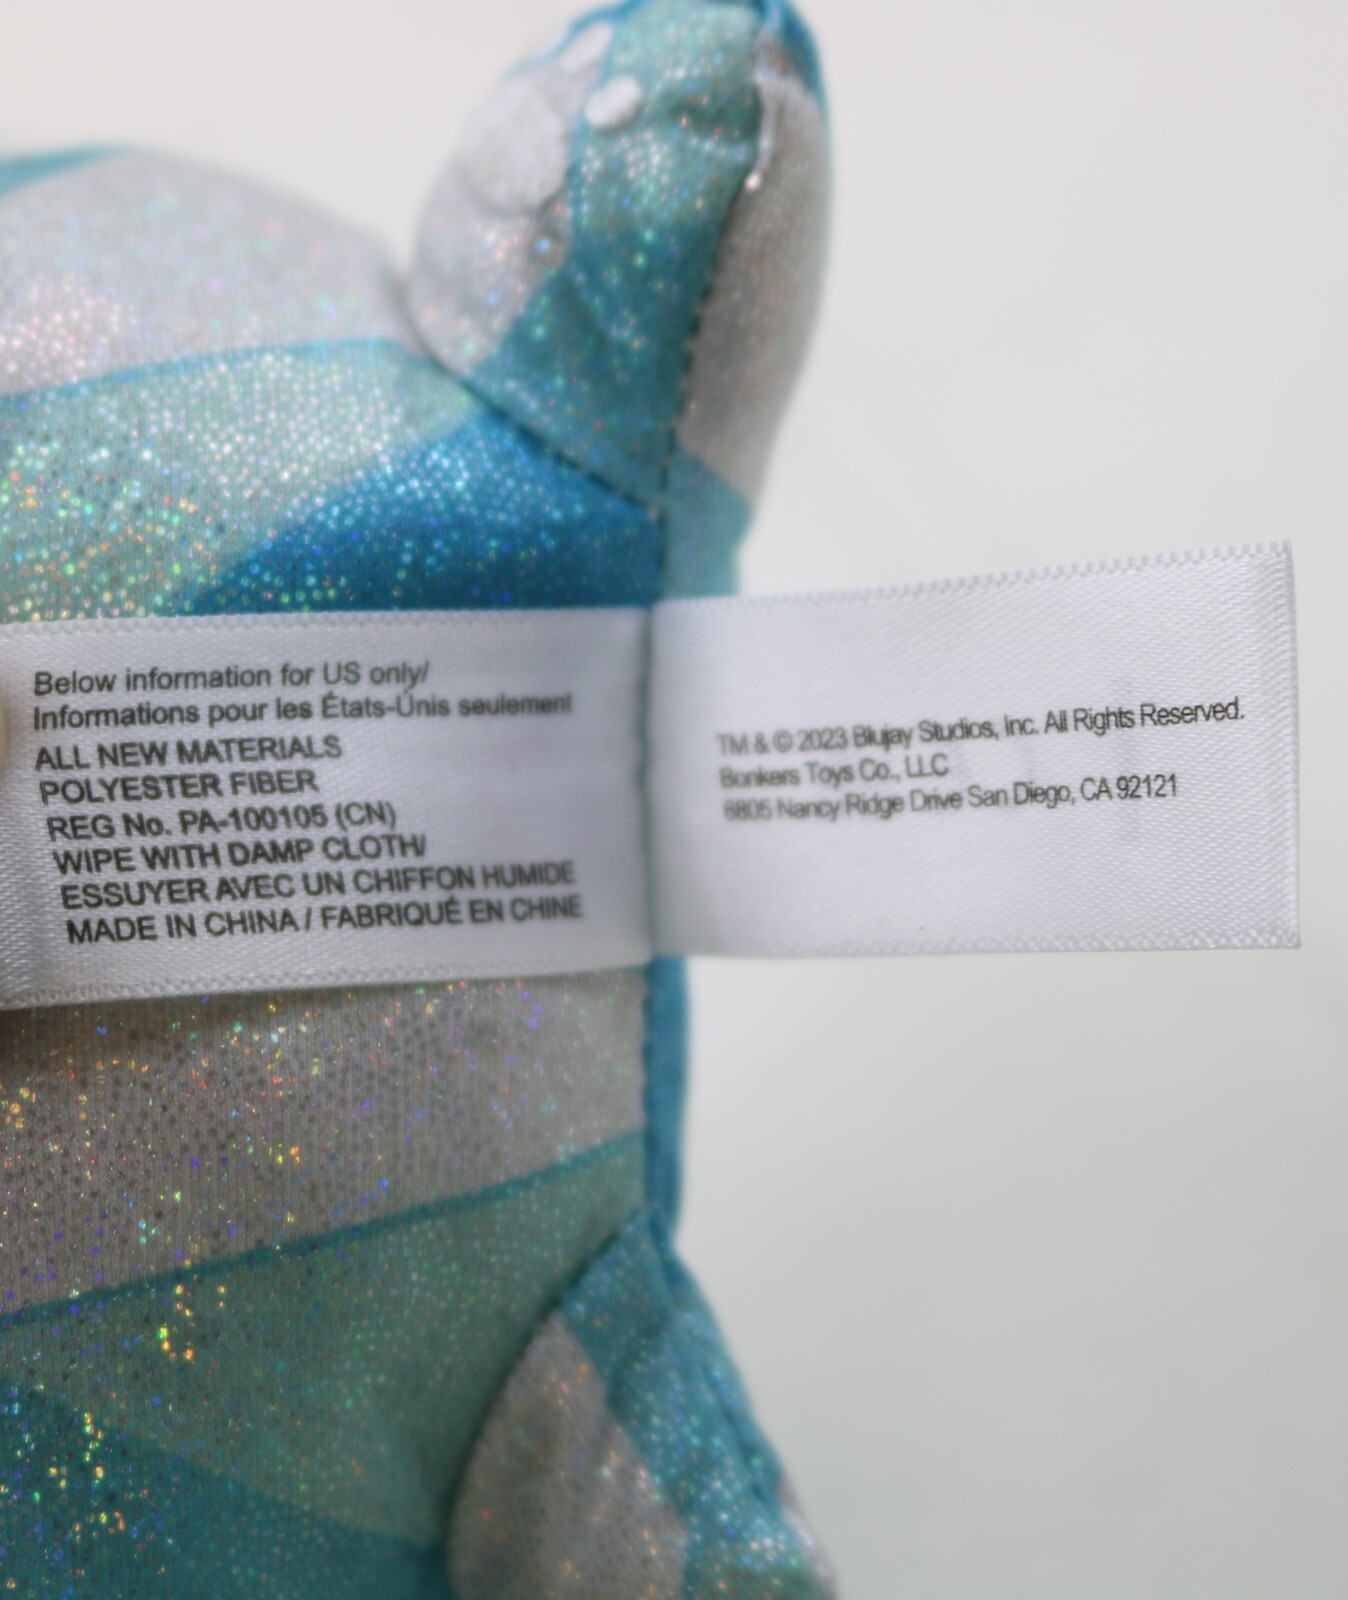 Below information for US only/
Informations pour les États-Unis seulement
ALL NEW MATERIALS
POLYESTER FIBER
REG No. PA-100105 (CN)
WIPE WITH DAMP CLOTH/
ESSUYER AVEC UN CHIFFON HUMIDE
MADE IN CHINA / FABRIQUÉ EN CHINE
TM & © 2023 Blujay Studios, Inc. All Rights Reserved.
Bonkers Toys Co., LLC
6805 Nancy Ridge Drive San Diego, CA 92121